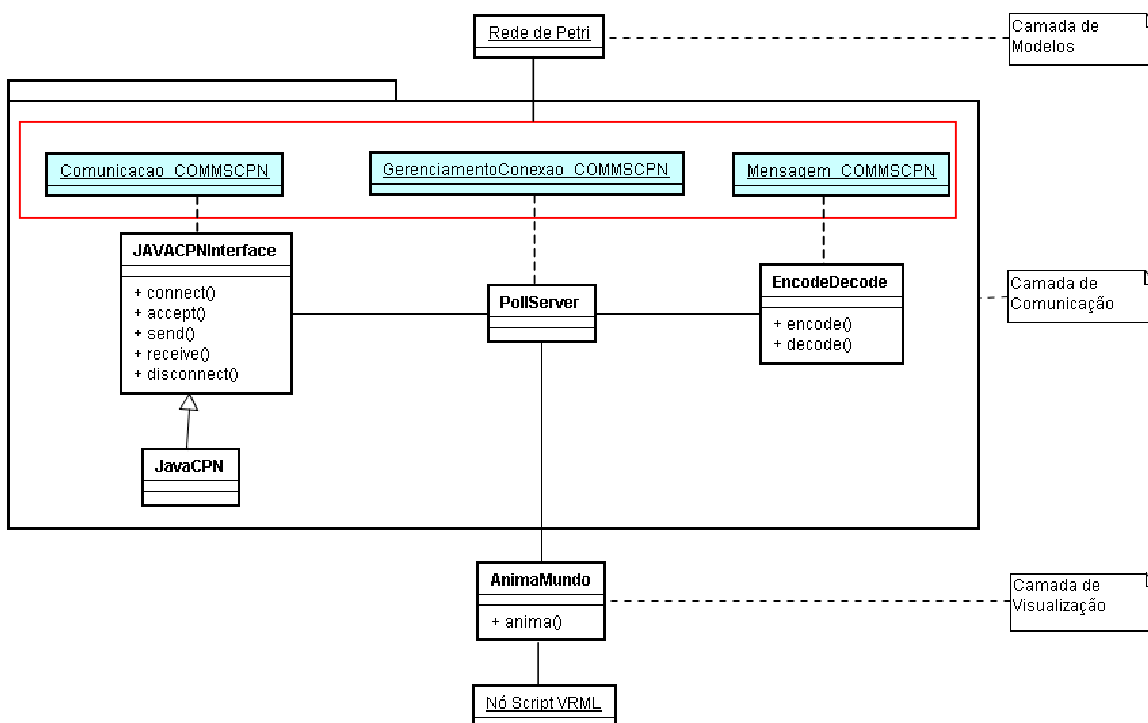 Rede de Petri
Camada de
Modelos
Comunicacao_COMMSCPN
GerenciamentoConexao_COMMSCPN
Mensagem_COMMSCPN
JAVACPNInterface
+ connect()
+ accept()
+ send()
+ receive()
+ disconnect()
PollServer
EncodeDecode
+ encode()
+ decode()
Camada de
Comunicação
JavaCPN
AnimaMundo
+ anima()
Camada de
Visualização
Nó Script VRML